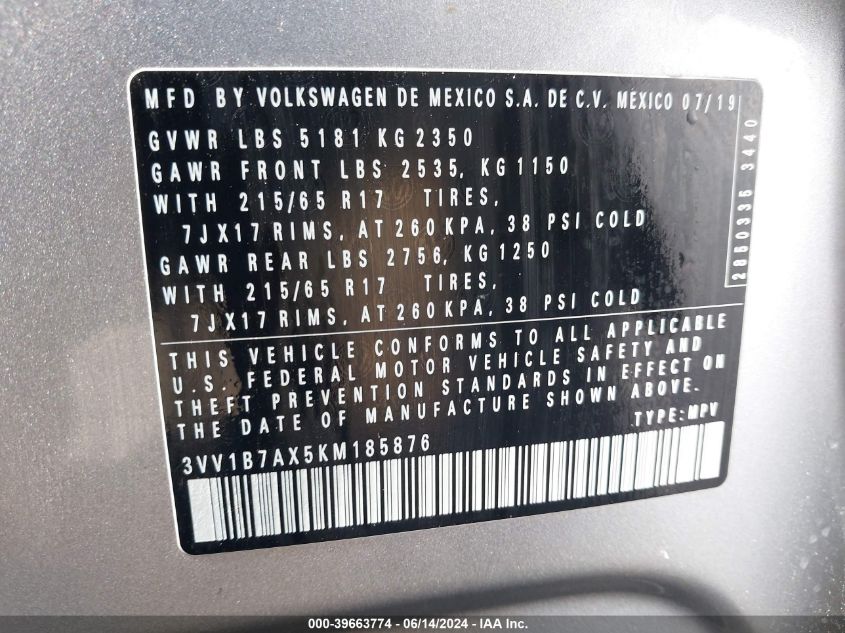 MFD BY VOLKSWAGEN DE MEXICO S.A. DE C.V. MEXICO 07/19
GVWR LBS 5181 KG 2350
GAWR FRONT LBS 2535, KG 1150
WITH 215/65 R17 TIRES,
7JX17 RIMS, AT 260 KPA, 38 PSI COLD
GAWR REAR LBS 2756, KG 1250
WITH 215/65 R17 TIRES,
7JX17 RIMS, AT 260 KPA, 38 PSI COLD
2860336 3440
THIS VEHICLE CONFORMS TO ALL APPLICABLE
U.S. FEDERAL MOTOR VEHICLE SAFETY AND
THEFT PREVENTION STANDARDS IN EFFECT ON
THE DATE OF MANUFACTURE SHOWN ABOVE.
TYPE:MPV
3VV1B7AX5KM185876
000-39663774 - 06/14/2024 - IAA Inc.